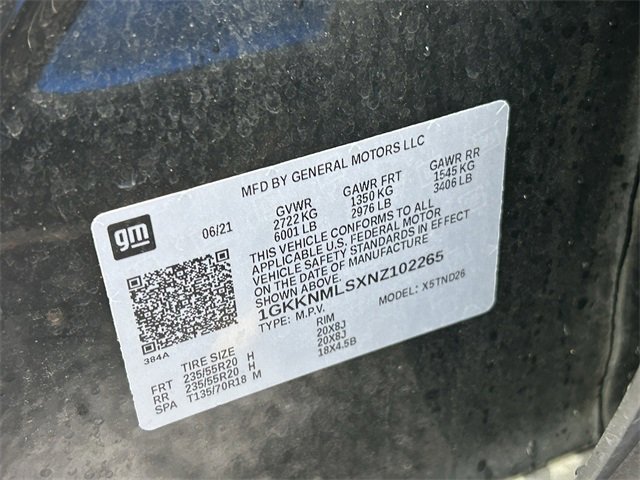 MFD BY GENERAL MOTORS LLC
gm
06/21
GVWR GAWR FRT GAWR RR
2722 KG 1350 KG 1545 KG
6001 LB 2976 LB 3406 LB
THIS VEHICLE CONFORMS TO ALL
APPLICABLE U.S. FEDERAL MOTOR
VEHICLE SAFETY STANDARDS IN EFFECT
ON THE DATE OF MANUFACTURE
SHOWN ABOVE.
1GKKNMLSXNZ102265
TYPE: M.P.V. MODEL: X5TND26
384A
TIRE SIZE RIM
FRT 235/55R20 H 20X8J
RR 235/55R20 H 20X8J
SPA T135/70R18 M 18X4.5B